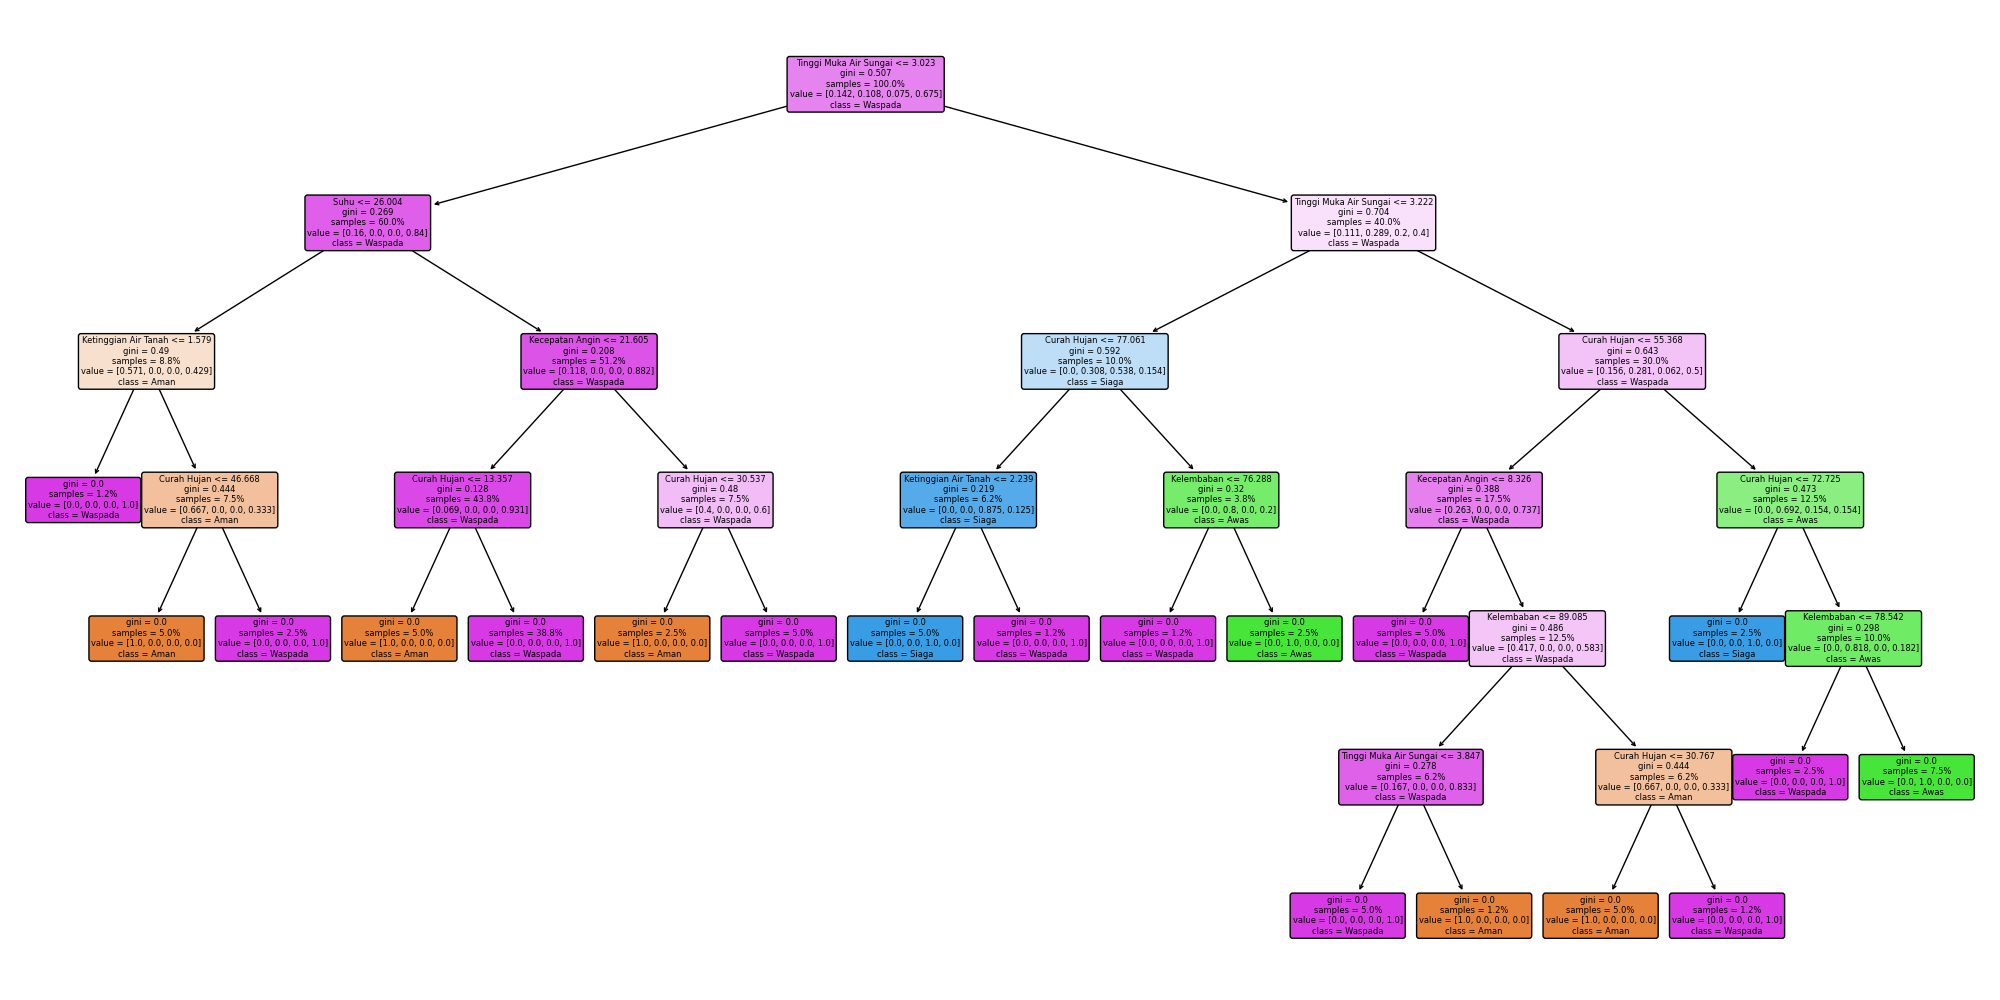 Tinggi Muka Air Sungai <= 3.023
gini = 0.507
samples = 100.0%
value = [0.142, 0.108, 0.075, 0.675]
class = Waspada
Suhu <= 26.004
gini = 0.269
samples = 60.0%
value = [0.16, 0.0, 0.0, 0.84]
class = Waspada
Tinggi Muka Air Sungai <= 3.222
gini = 0.704
samples = 40.0%
value = [0.111, 0.289, 0.2, 0.4]
class = Waspada
Ketinggian Air Tanah <= 1.579
gini = 0.49
samples = 8.8%
value = [0.571, 0.0, 0.0, 0.429]
class = Aman
Kecepatan Angin <= 21.605
gini = 0.208
samples = 51.2%
value = [0.118, 0.0, 0.0, 0.882]
class = Waspada
Curah Hujan <= 77.061
gini = 0.592
samples = 10.0%
value = [0.0, 0.308, 0.538, 0.154]
class = Siaga
Curah Hujan <= 55.368
gini = 0.643
samples = 30.0%
value = [0.156, 0.281, 0.062, 0.5]
class = Waspada
gini = 0.0
samples = 1.2%
value = [0.0, 0.0, 0.0, 1.0]
class = Waspada
Curah Hujan <= 46.668
gini = 0.444
samples = 7.5%
value = [0.667, 0.0, 0.0, 0.333]
class = Aman
Curah Hujan <= 13.357
gini = 0.128
samples = 43.8%
value = [0.069, 0.0, 0.0, 0.931]
class = Waspada
Curah Hujan <= 30.537
gini = 0.48
samples = 7.5%
value = [0.4, 0.0, 0.0, 0.6]
class = Waspada
Ketinggian Air Tanah <= 2.239
gini = 0.219
samples = 6.2%
value = [0.0, 0.0, 0.875, 0.125]
class = Siaga
Kelembaban <= 76.288
gini = 0.32
samples = 3.8%
value = [0.0, 0.8, 0.0, 0.2]
class = Awas
Kecepatan Angin <= 8.326
gini = 0.388
samples = 17.5%
value = [0.263, 0.0, 0.0, 0.737]
class = Waspada
Curah Hujan <= 72.725
gini = 0.473
samples = 12.5%
value = [0.0, 0.692, 0.154, 0.154]
class = Awas
gini = 0.0
samples = 5.0%
value = [1.0, 0.0, 0.0, 0.0]
class = Aman
gini = 0.0
samples = 2.5%
value = [0.0, 0.0, 0.0, 1.0]
class = Waspada
gini = 0.0
samples = 5.0%
value = [1.0, 0.0, 0.0, 0.0]
class = Aman
gini = 0.0
samples = 38.8%
value = [0.0, 0.0, 0.0, 1.0]
class = Waspada
gini = 0.0
samples = 2.5%
value = [1.0, 0.0, 0.0, 0.0]
class = Aman
gini = 0.0
samples = 5.0%
value = [0.0, 0.0, 0.0, 1.0]
class = Waspada
gini = 0.0
samples = 5.0%
value = [0.0, 0.0, 1.0, 0.0]
class = Siaga
gini = 0.0
samples = 1.2%
value = [0.0, 0.0, 0.0, 1.0]
class = Waspada
gini = 0.0
samples = 1.2%
value = [0.0, 0.0, 0.0, 1.0]
class = Waspada
gini = 0.0
samples = 2.5%
value = [0.0, 1.0, 0.0, 0.0]
class = Awas
gini = 0.0
samples = 5.0%
value = [0.0, 0.0, 0.0, 1.0]
class = Waspada
Kelembaban <= 89.085
gini = 0.486
samples = 12.5%
value = [0.417, 0.0, 0.0, 0.583]
class = Waspada
gini = 0.0
samples = 2.5%
value = [0.0, 0.0, 1.0, 0.0]
class = Siaga
Kelembaban <= 78.542
gini = 0.298
samples = 10.0%
value = [0.0, 0.818, 0.0, 0.182]
class = Awas
Tinggi Muka Air Sungai <= 3.847
gini = 0.278
samples = 6.2%
value = [0.167, 0.0, 0.0, 0.833]
class = Waspada
Curah Hujan <= 30.767
gini = 0.444
samples = 6.2%
value = [0.667, 0.0, 0.0, 0.333]
class = Aman
gini = 0.0
samples = 2.5%
value = [0.0, 0.0, 0.0, 1.0]
class = Waspada
gini = 0.0
samples = 7.5%
value = [0.0, 1.0, 0.0, 0.0]
class = Awas
gini = 0.0
samples = 5.0%
value = [0.0, 0.0, 0.0, 1.0]
class = Waspada
gini = 0.0
samples = 1.2%
value = [1.0, 0.0, 0.0, 0.0]
class = Aman
gini = 0.0
samples = 5.0%
value = [1.0, 0.0, 0.0, 0.0]
class = Aman
gini = 0.0
samples = 1.2%
value = [0.0, 0.0, 0.0, 1.0]
class = Waspada